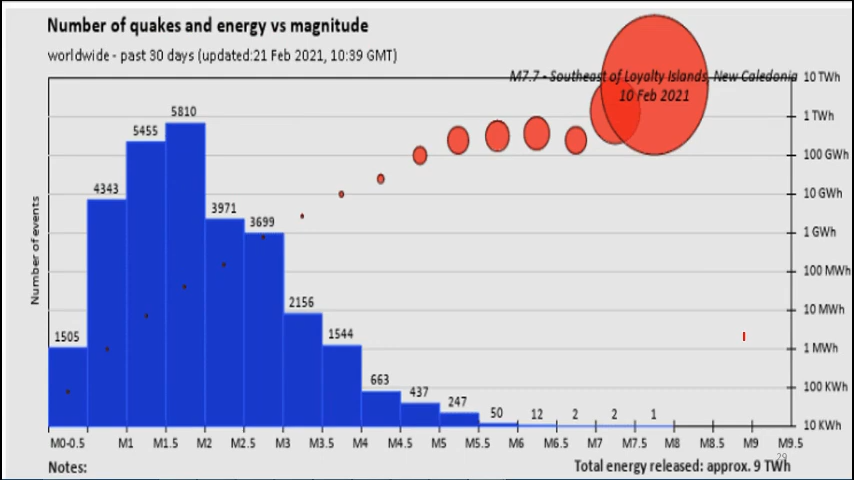 Number of quakes and energy vs magnitude
worldwide - past 30 days (updated:21 Feb 2021, 10:39 GMT)
M7.7 - Southeast of Loyalty Islands, New Caledonia
10 Feb 2021
10 TWh
1 TWh
100 GWh
10 GWh
1 GWh
100 MWh
10 MWh
1 MWh
100 KWh
10 KWh
Number of events
1505
4343
5455
5810
3971
3699
2156
1544
663
437
247
50
12
2
2
1
M0-0.5 M1 M1.5 M2 M2.5 M3 M3.5 M4 M4.5 M5 M5.5 M6 M6.5 M7 M7.5 M8 M8.5 M9 M9.5
29
Notes: Total energy released: approx. 9 TWh